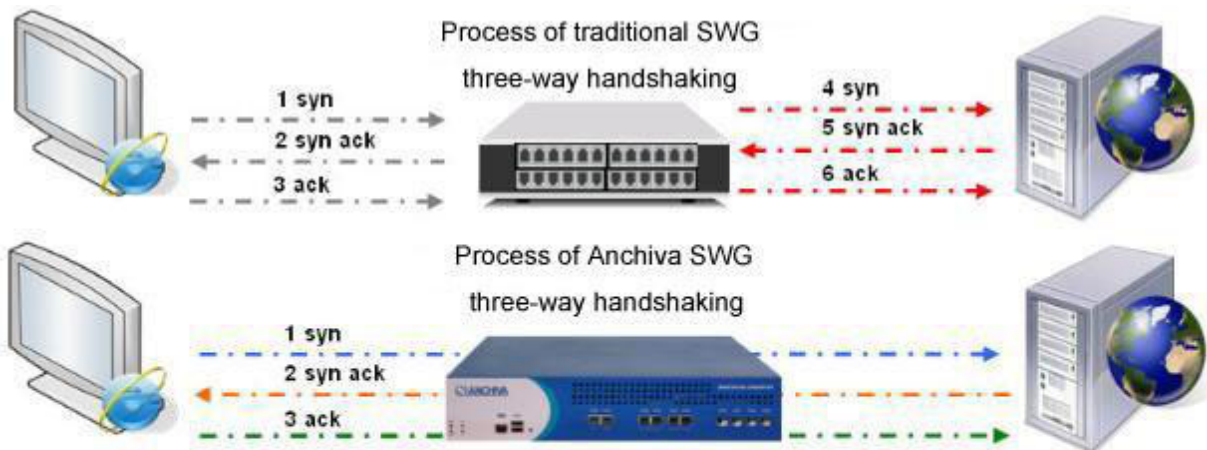 Process of traditional SWG
three-way handshaking
1 syn
2 syn ack
3 ack
4 syn
5 syn ack
6 ack
Process of Anchiva SWG
three-way handshaking
1 syn
2 syn ack
3 ack
ANCHIVA